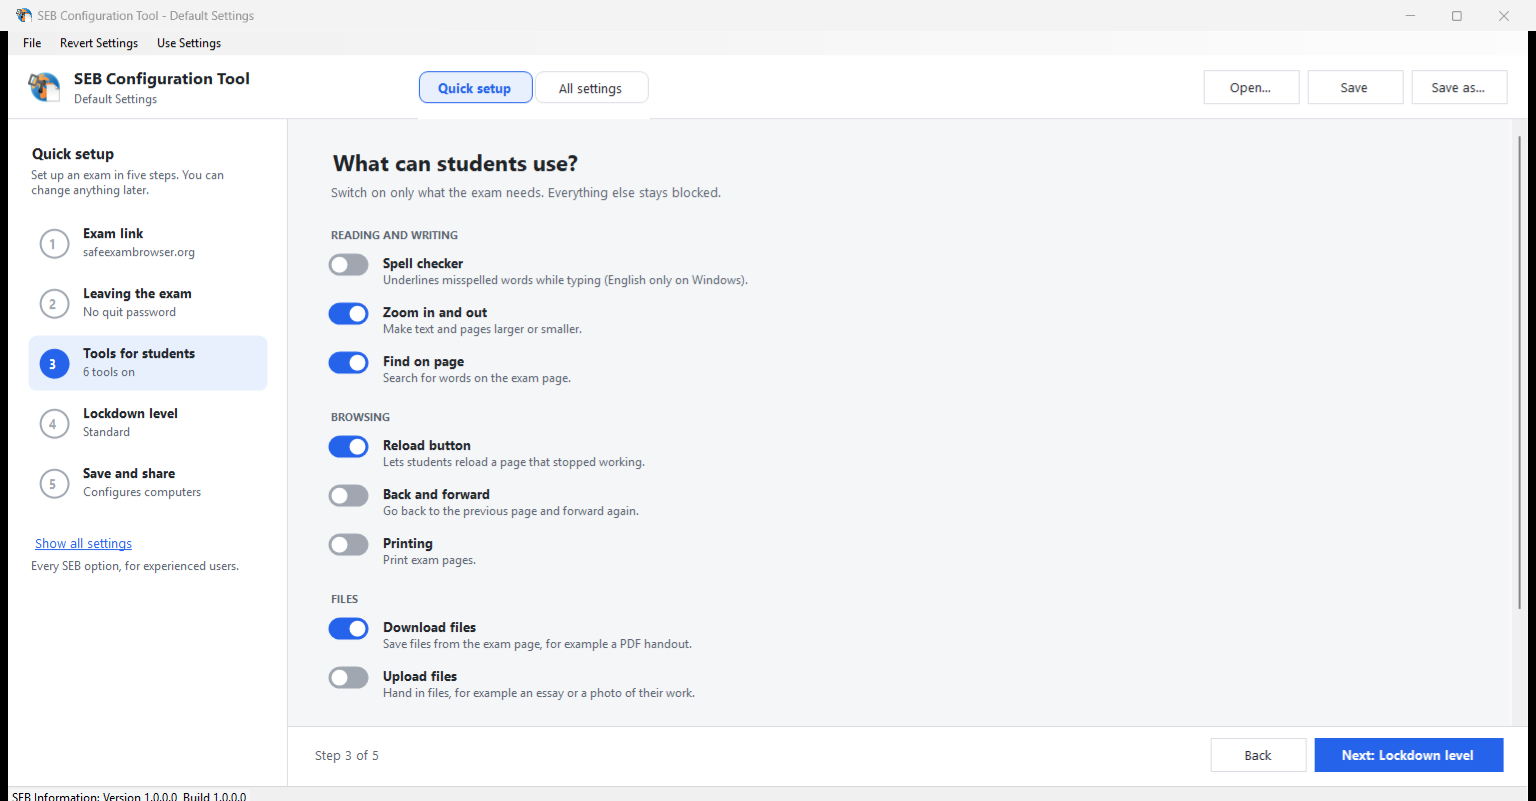 SEB Configuration Tool - Default Settings
File Revert Settings Use Settings
SEB Configuration Tool
Default Settings
Quick setup
All settings
Open...
Save
Save as...
Quick setup
Set up an exam in five steps. You can
change anything later.
1
Exam link
safeexambrowser.org
2
Leaving the exam
No quit password
3
Tools for students
6 tools on
4
Lockdown level
Standard
5
Save and share
Configures computers
Show all settings
Every SEB option, for experienced users.
What can students use?
Switch on only what the exam needs. Everything else stays blocked.
READING AND WRITING
Spell checker
Underlines misspelled words while typing (English only on Windows).
Zoom in and out
Make text and pages larger or smaller.
Find on page
Search for words on the exam page.
BROWSING
Reload button
Lets students reload a page that stopped working.
Back and forward
Go back to the previous page and forward again.
Printing
Print exam pages.
FILES
Download files
Save files from the exam page, for example a PDF handout.
Upload files
Hand in files, for example an essay or a photo of their work.
Step 3 of 5
Back
Next: Lockdown level
SEB Information: Version 1.0.0.0 Build 1.0.0.0